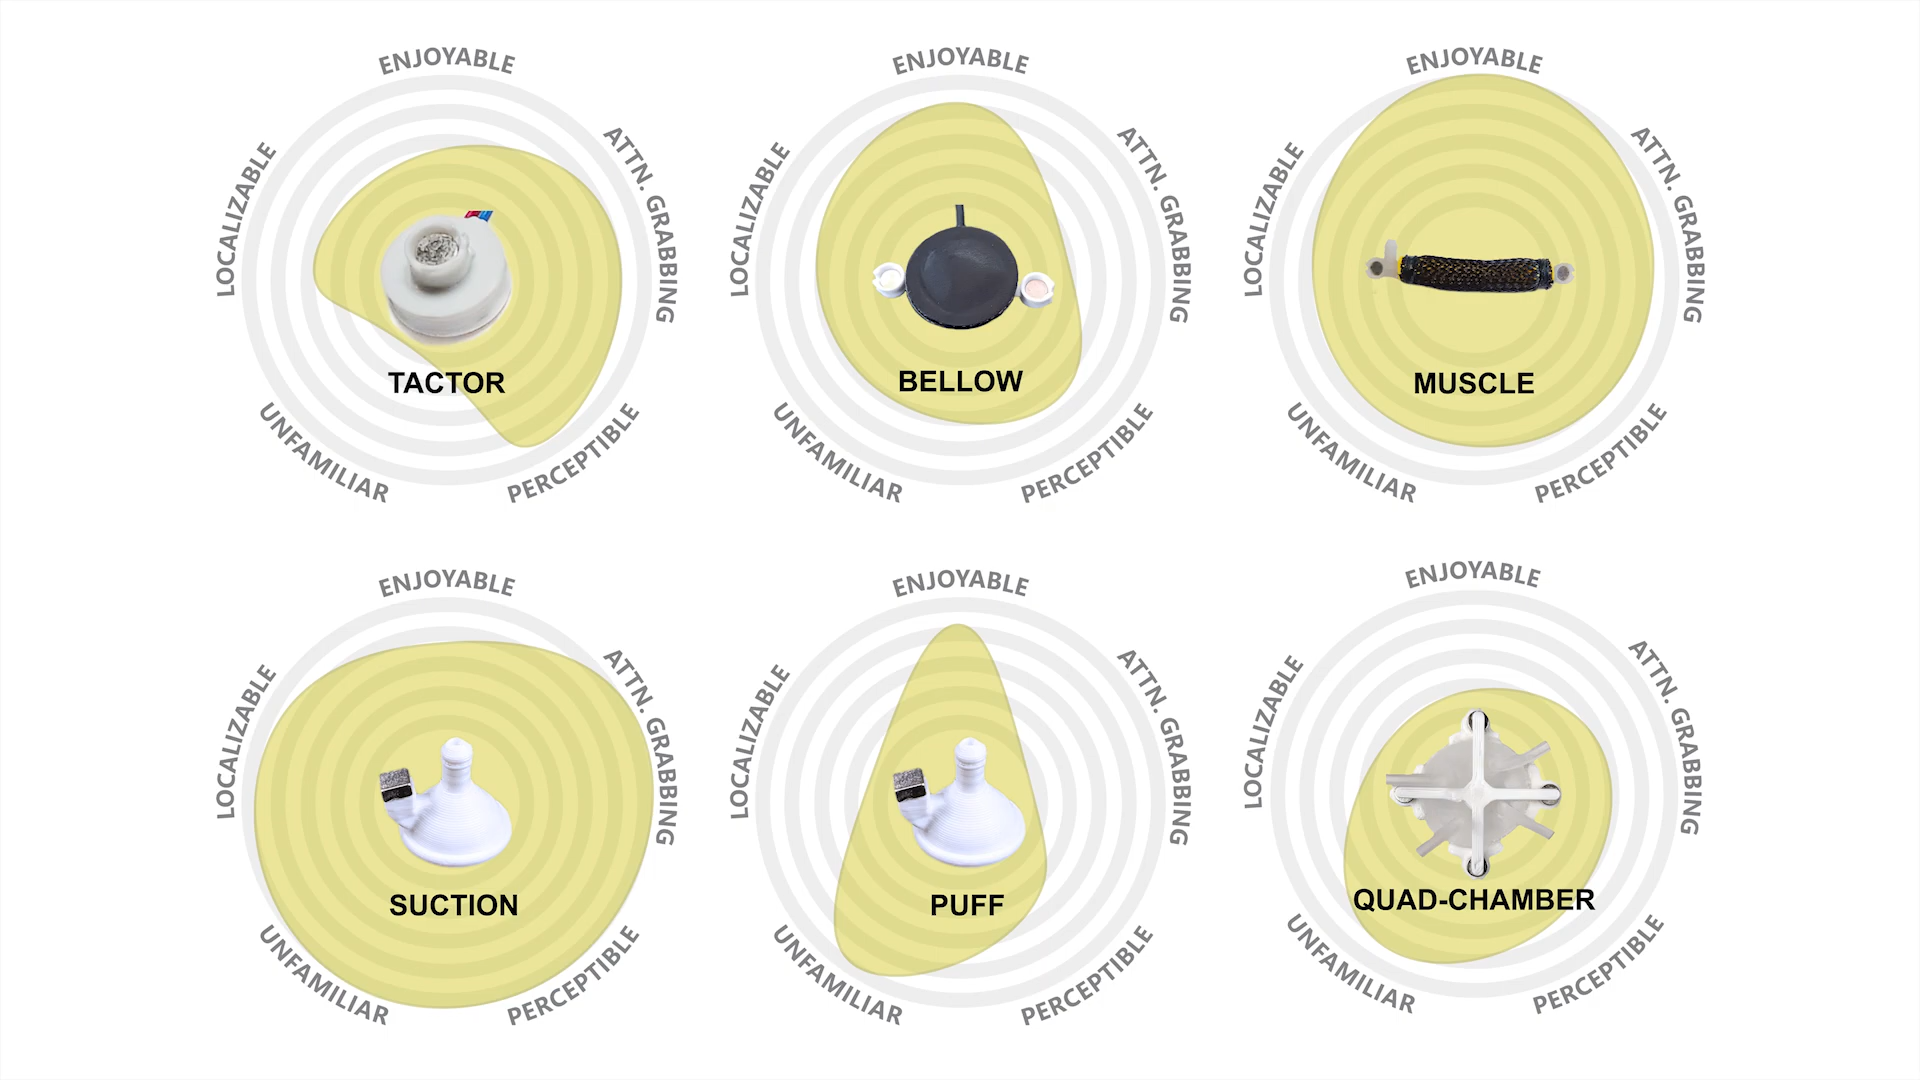 ENJOYABLE
ATTN. GRABBING
PERCEPTIBLE
UNFAMILIAR
LOCALIZABLE
TACTOR
ENJOYABLE
ATTN. GRABBING
PERCEPTIBLE
UNFAMILIAR
LOCALIZABLE
BELLOW
ENJOYABLE
ATTN. GRABBING
PERCEPTIBLE
UNFAMILIAR
LOCALIZABLE
MUSCLE
ENJOYABLE
ATTN. GRABBING
PERCEPTIBLE
UNFAMILIAR
LOCALIZABLE
SUCTION
ENJOYABLE
ATTN. GRABBING
PERCEPTIBLE
UNFAMILIAR
LOCALIZABLE
PUFF
ENJOYABLE
ATTN. GRABBING
PERCEPTIBLE
UNFAMILIAR
LOCALIZABLE
QUAD-CHAMBER